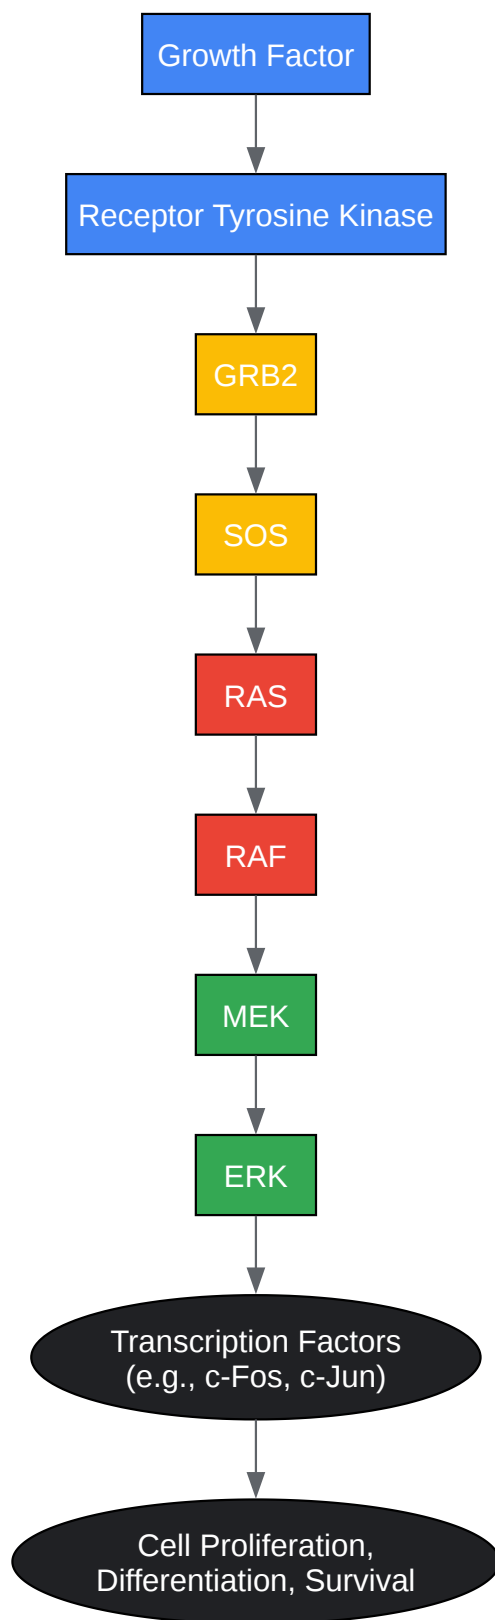 Growth Factor
Receptor Tyrosine Kinase
GRB2
SOS
RAS
RAF
MEK
ERK
Transcription Factors
(e.g., c-Fos, c-Jun)
Cell Proliferation,
Differentiation, Survival